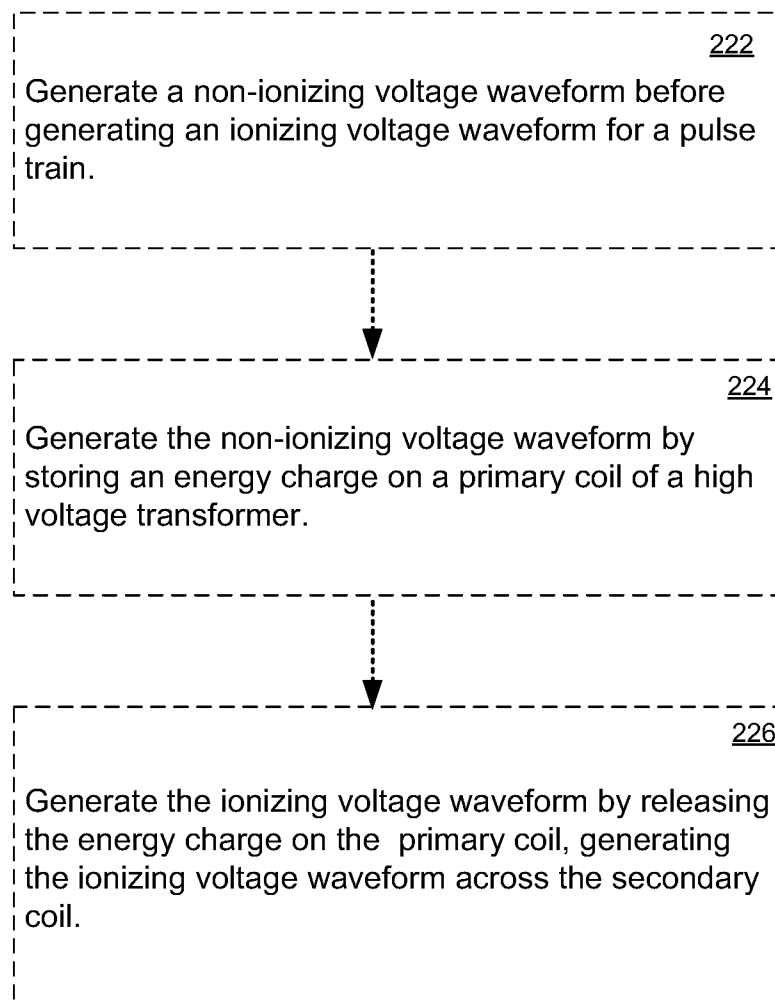 222
Generate a non-ionizing voltage waveform before
generating an ionizing voltage waveform for a pulse
train.
224
Generate the non-ionizing voltage waveform by
storing an energy charge on a primary coil of a high
voltage transformer.
226
Generate the ionizing voltage waveform by releasing
the energy charge on the  primary coil, generating
the ionizing voltage waveform across the secondary
coil.